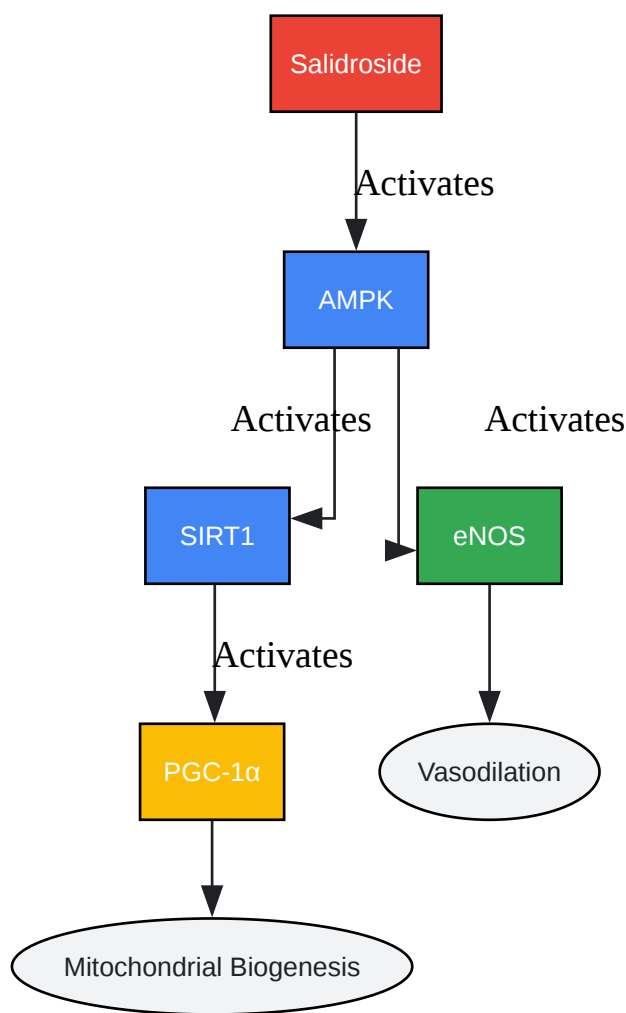 Salidroside
Activates
AMPK
Activates
Activates
SIRT1
eNOS
Activates
PGC-1α
Vasodilation
Mitochondrial Biogenesis